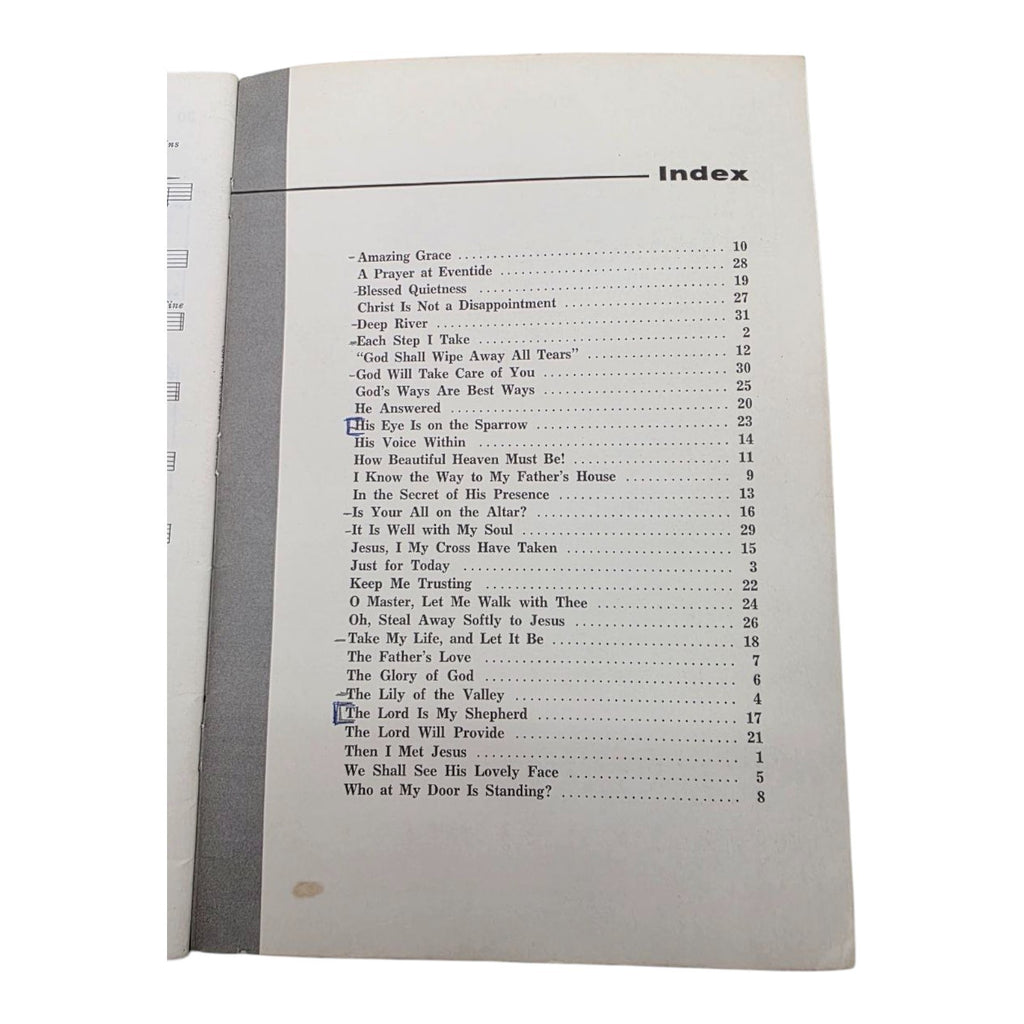 ns
ine
Index
Amazing Grace 10
A Prayer at Eventide 28
Blessed Quietness 19
Christ Is Not a Disappointment 27
Deep River 31
Each Step I Take 2
"God Shall Wipe Away All Tears" 12
God Will Take Care of You 30
God's Ways Are Best Ways 25
He Answered 20
His Eye Is on the Sparrow 23
His Voice Within 14
How Beautiful Heaven Must Be! 11
I Know the Way to My Father's House 9
In the Secret of His Presence 13
Is Your All on the Altar? 16
It Is Well with My Soul 29
Jesus, I My Cross Have Taken 15
Just for Today 3
Keep Me Trusting 22
O Master, Let Me Walk with Thee 24
Oh, Steal Away Softly to Jesus 26
Take My Life, and Let It Be 18
The Father's Love 7
The Glory of God 6
The Lily of the Valley 4
The Lord Is My Shepherd 17
The Lord Will Provide 21
Then I Met Jesus 1
We Shall See His Lovely Face 5
Who at My Door Is Standing? 8